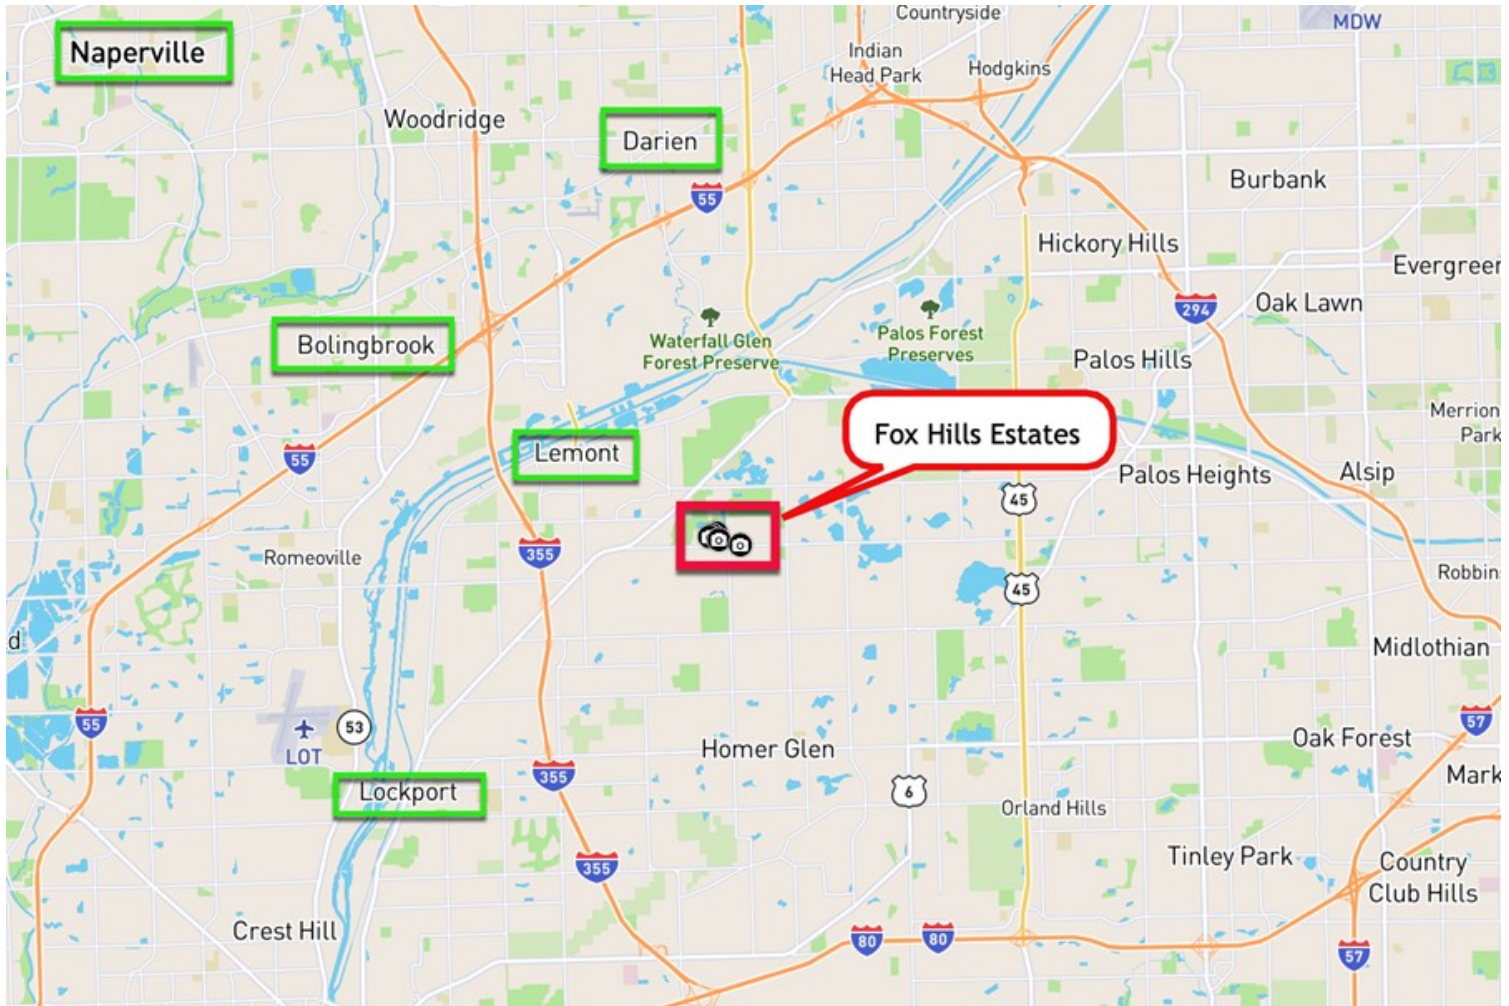 Countryside
MDW
Naperville
Indian
Head Park
Hodgkins
Woodridge
Darien
Burbank
55
Hickory Hills
Evergreen
294
Oak Lawn
Waterfall Glen
Forest Preserve
Palos Forest
Preserves
Bolingbrook
Palos Hills
Merrion
Park
Fox Hills Estates
55
Lemont
Palos Heights
Alsip
45
355
Romeoville
Robbins
45
d
Midlothian
55
53
LOT
Homer Glen
57
Oak Forest
355
Mark
Lockport
6
Orland Hills
355
Tinley Park
Country
Club Hills
Crest Hill
80
80
57